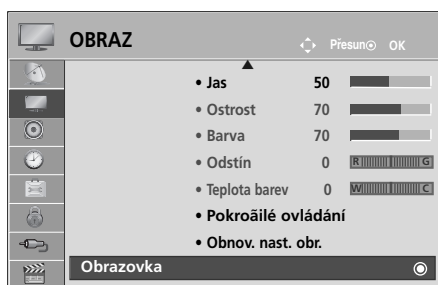 OBRAZ Přesun OK
• Jas 50
• Ostrost 70
• Barva 70
• Odstín 0 R G
• Teplota barev 0 W C
• Pokroãilé ovládání
• Obnov. nast. obr.
Obrazovka